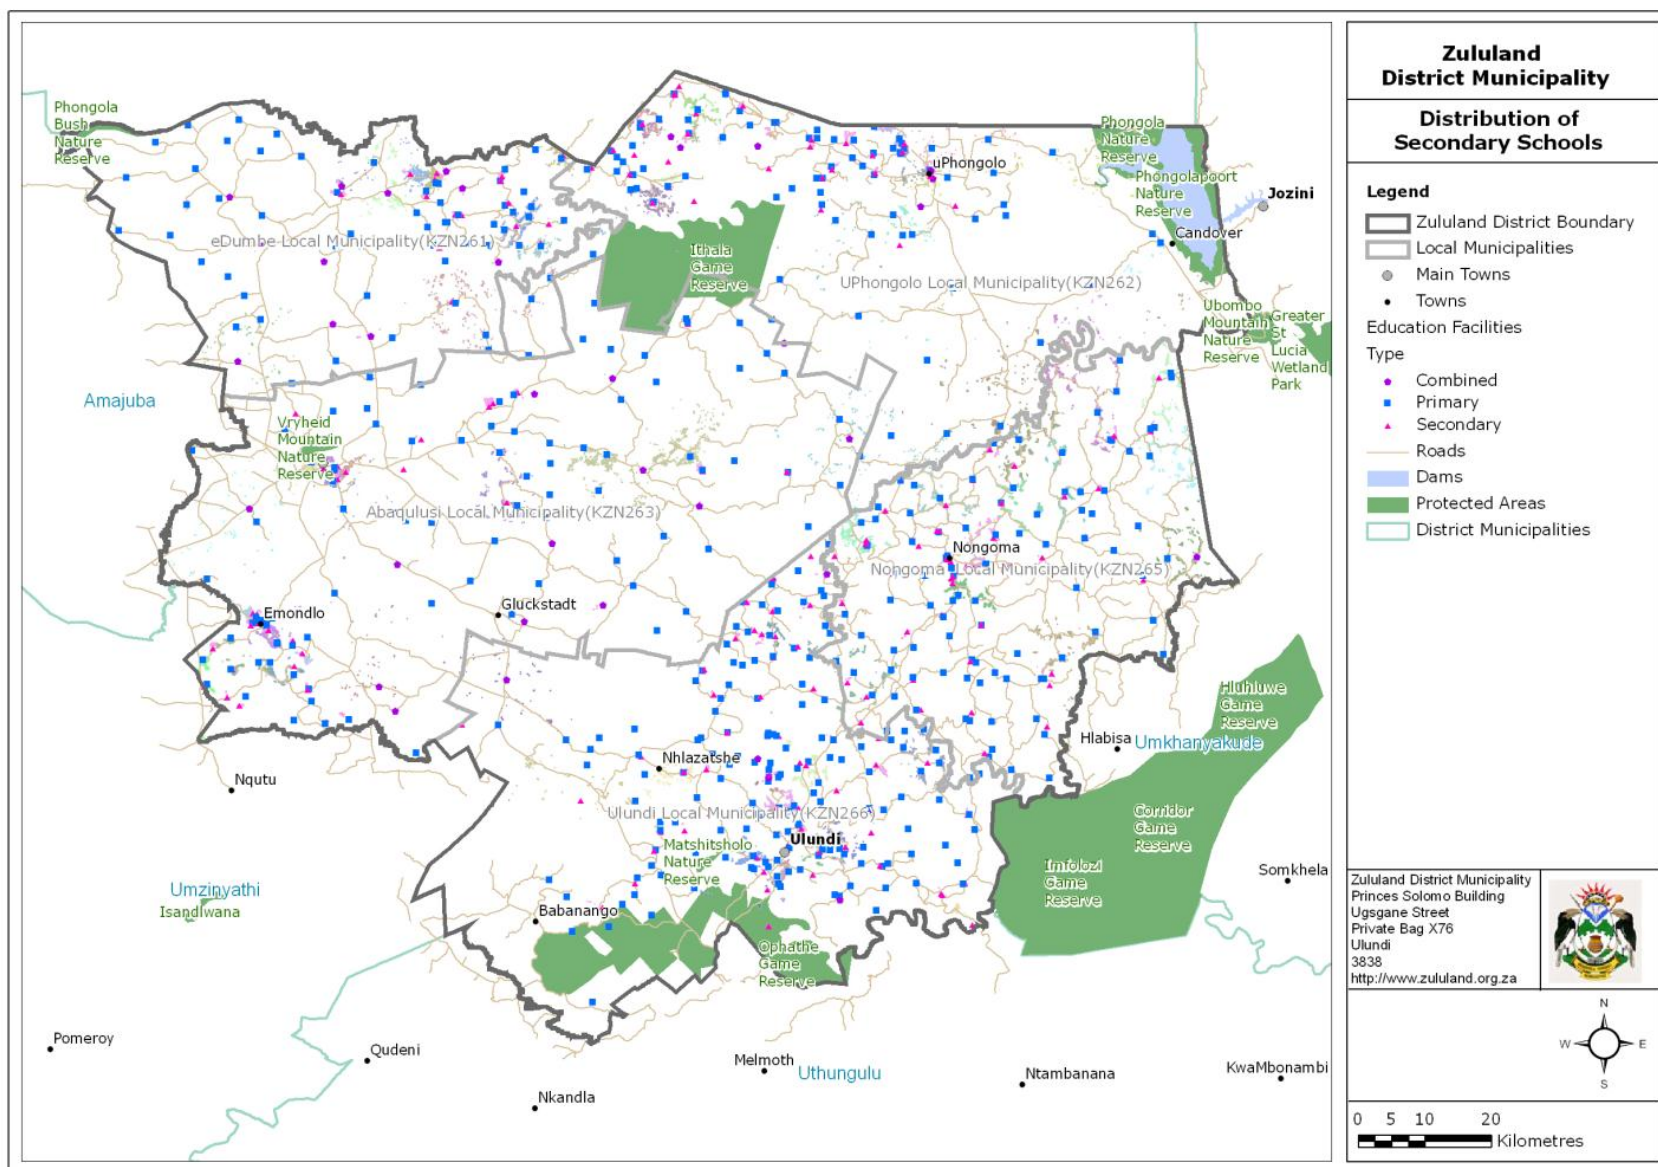 Zululand
District Municipality
Distribution of
Secondary Schools
Legend
Zululand District Boundary
Local Municipalities
Main Towns
Towns
Education Facilities
Type
Combined
Primary
Secondary
Roads
Dams
Protected Areas
District Municipalities
Zululand District Municipality
Princes Solomo Building
Ugsgane Street
Private Bag X76
Ulundi
3838
http://www.zululand.org.za
N
W
E
S
0 5 10 20
Kilometres
Phongola
Bush
Nature
Reserve
Phongola
Nature
Reserve
uPhongolo
Phongolapoort
Nature
Reserve
Jozini
Candover
eDumbe Local Municipality(KZN261)
Ithala
Game
Reserve
UPhongolo Local Municipality(KZN262)
Ubombo
Mountain
Nature
Reserve
Greater
St
Lucia
Wetland
Park
Amajuba
Vryheid
Mountain
Nature
Reserve
Abaqulusi Local Municipality(KZN263)
Nongoma
Nongoma Local Municipality(KZN265)
Emondlo
Gluckstadt
Hluhluwe
Game
Reserve
Hlabisa
Umkhanyakude
Nqutu
Nhlazatshe
Ulundi Local Municipality(KZN266)
Corridor
Game
Reserve
Ulundi
Matshitsholo
Nature
Reserve
Imfolozi
Game
Reserve
Somkhela
Umzinyathi
Isandlwana
Babanango
Ophathe
Game
Reserve
Pomeroy
Qudeni
Melmoth
Uthungulu
Ntambanana
KwaMbonambi
Nkandla